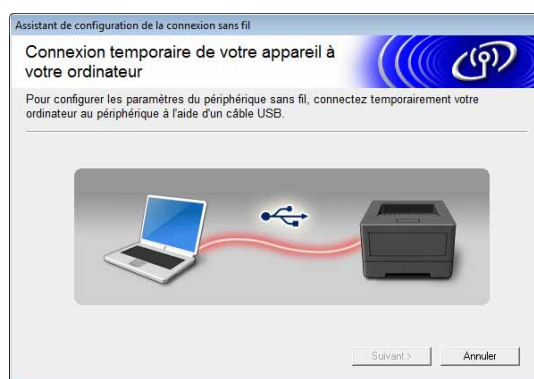 Assistant de configuration de la connexion sans fil
Connexion temporaire de votre appareil à
votre ordinateur
Pour configurer les paramètres du périphérique sans fil, connectez temporairement votre
ordinateur au périphérique à l'aide d'un câble USB.
Suivant >
Annuler